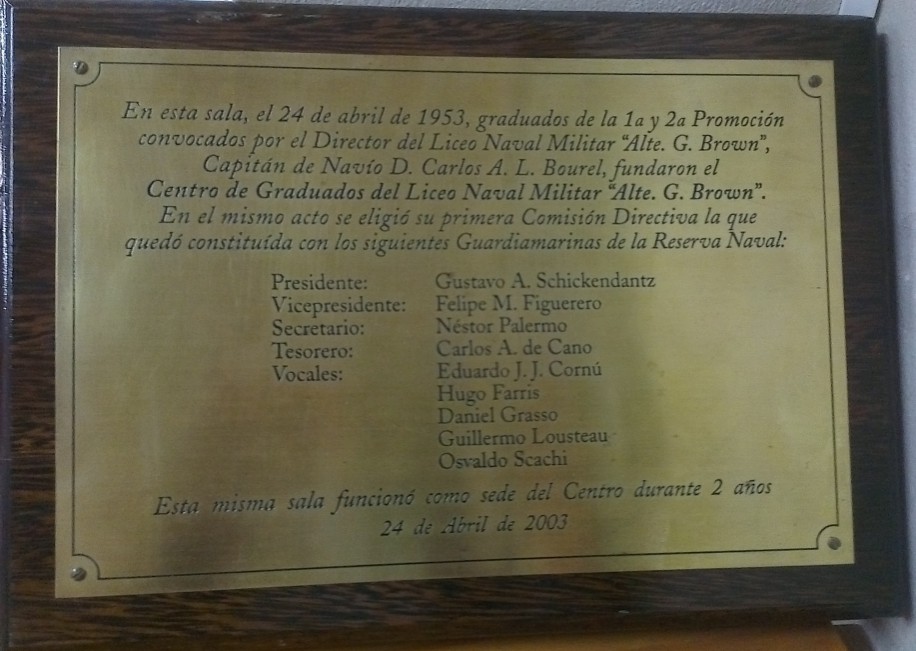 En esta sala, el 24 de abril de 1953, graduados de la 1a y 2a Promoción
convocados por el Director del Liceo Naval Militar "Alte. G. Brown",
Capitán de Navío D. Carlos A. L. Bourel, fundaron el
Centro de Graduados del Liceo Naval Militar "Alte. G. Brown".
En el mismo acto se eligió su primera Comisión Directiva la que
quedó constituída con los siguientes Guardiamarinas de la Reserva Naval:
Presidente: Gustavo A. Schickendantz
Vicepresidente: Felipe M. Figuerero
Secretario: Néstor Palermo
Tesorero: Carlos A. de Cano
Vocales: Eduardo J. J. Cornú
Hugo Farris
Daniel Grasso
Guillermo Lousteau
Osvaldo Scachi
Esta misma sala funcionó como sede del Centro durante 2 años
24 de Abril de 2003